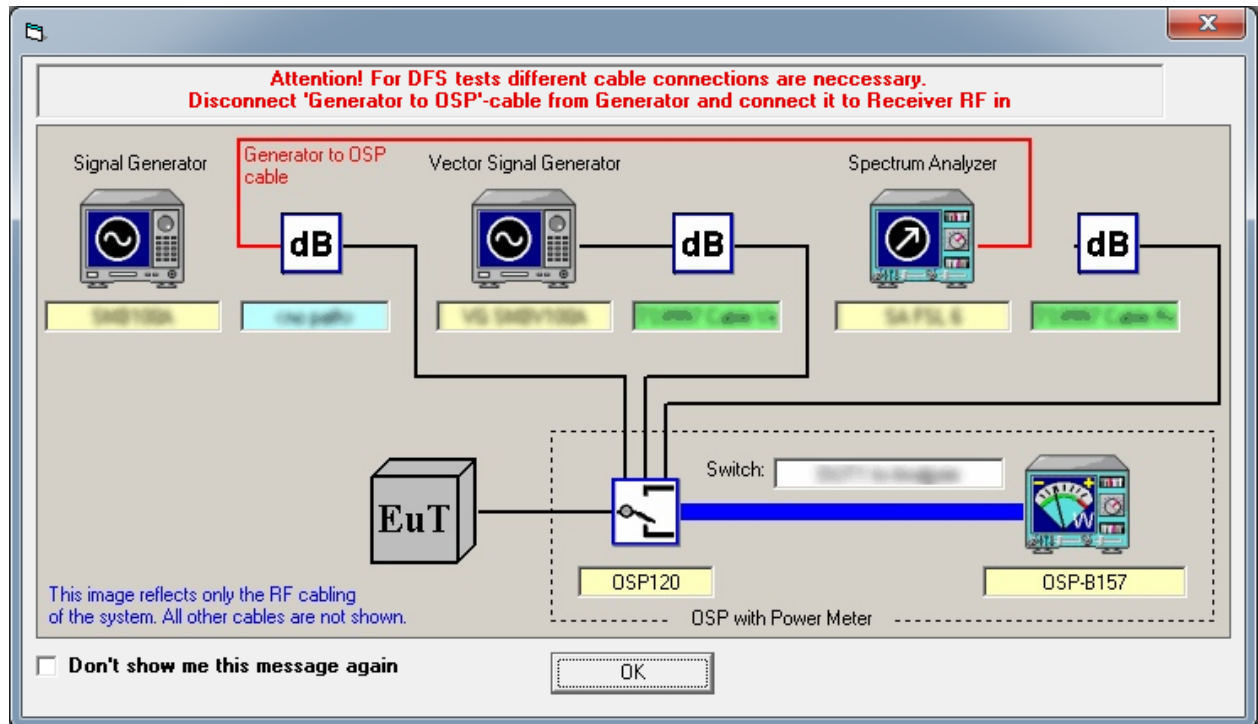 Attention! For DFS tests different cable connections are neccessary.
Disconnect 'Generator to OSP'-cable from Generator and connect it to Receiver RF in
Signal Generator
Generator to OSP
cable
Vector Signal Generator
Spectrum Analyzer
dB
dB
dB
Switch:
EuT
W
OSP120
OSP-B157
This image reflects only the RF cabling
of the system. All other cables are not shown.
OSP with Power Meter
Don't show me this message again
OK